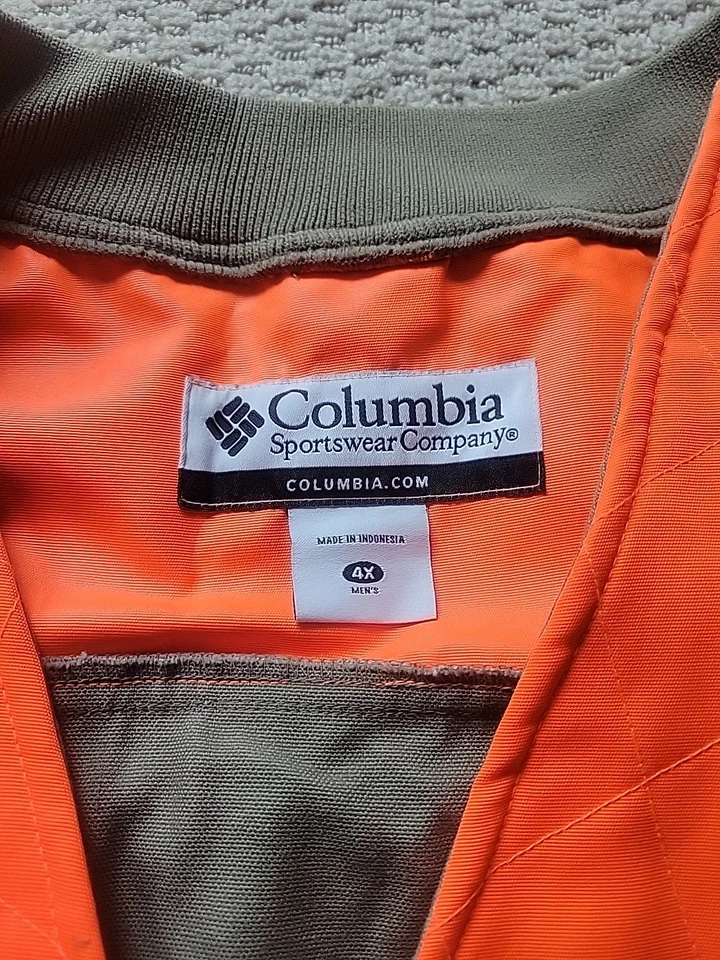 Columbia
Sportswear Company®
COLUMBIA.COM
MADE IN INDONESIA
4X
MEN'S